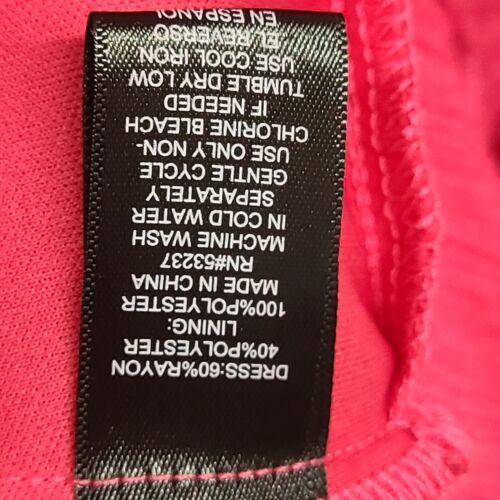 DRESS:60%RAYON
40%POLYESTER
LINING:
100%POLYESTER
MADE IN CHINA
RN#53237
MACHINE WASH
IN COLD WATER
SEPARATELY
GENTLE CYCLE
USE ONLY NON-
CHLORINE BLEACH
IF NEEDED
TUMBLE DRY LOW
USE COOL IRON
EL REVERSO
EN ESPANOL